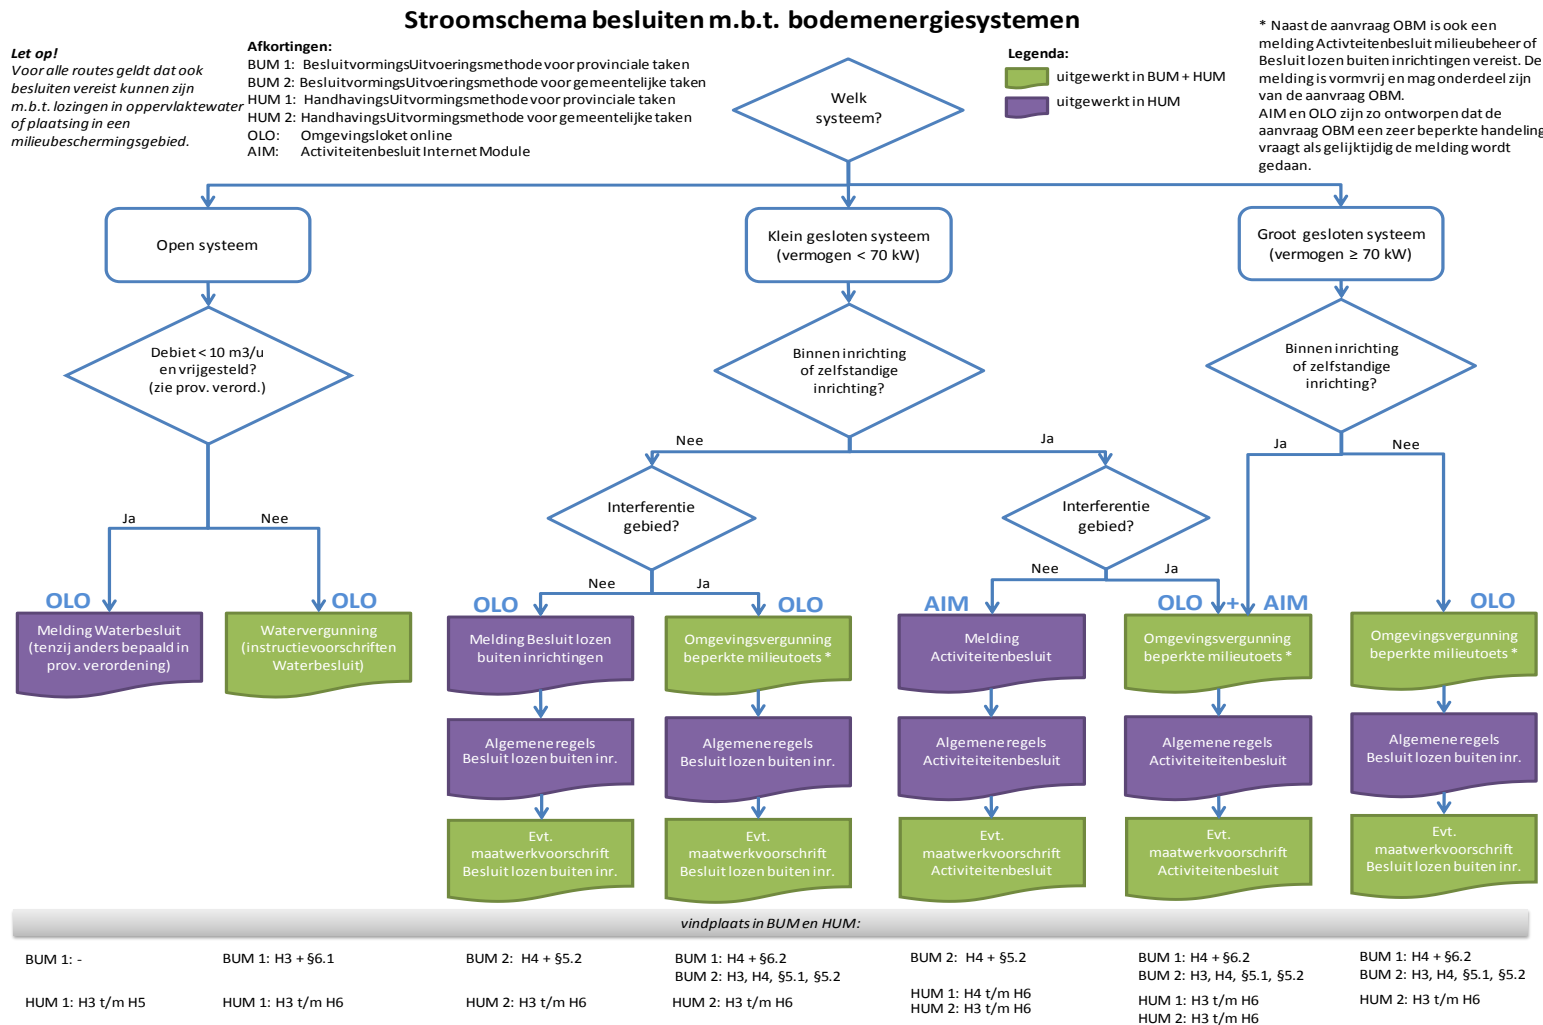 Stroomschema besluiten m.b.t. bodemenergiesystemen
Let op!
Voor alle routes geldt dat ook
besluiten vereist kunnen zijn
m.b.t. lozingen in oppervlaktewater
of plaatsing in een
milieubeschermingsgebied.
Afkortingen:
BUM 1: BesluitvormingsUitvoeringsmethode voor provinciale taken
BUM 2: BesluitvormingsUitvoeringsmethode voor gemeentelijke taken
HUM 1: HandhavingsUitvormingsmethode voor provinciale taken
HUM 2: HandhavingsUitvormingsmethode voor gemeentelijke taken
OLO: Omgevingsloket online
AIM: Activiteitenbesluit Internet Module
Legenda:
uitgewerkt in BUM + HUM
uitgewerkt in HUM
* Naast de aanvraag OBM is ook een
melding Activteitenbesluit milieubeheer of
Besluit lozen buiten inrichtingen vereist. De
melding is vormvrij en mag onderdeel zijn
van de aanvraag OBM.
AIM en OLO zijn zo ontworpen dat de
aanvraag OBM een zeer beperkte handeling
vraagt als gelijktijdig de melding wordt
gedaan.
Welk
systeem?
Open systeem
Klein gesloten systeem
(vermogen < 70 kW)
Groot gesloten systeem
(vermogen ≥ 70 kW)
Debiet < 10 m3/u
en vrijgesteld?
(zie prov. verord.)
Binnen inrichting
of zelfstandige
inrichting?
Binnen inrichting
of zelfstandige
inrichting?
Nee
Ja
Ja
Nee
Interferentie
gebied?
Interferentie
gebied?
Ja
Nee
Nee
Ja
Nee
Ja
OLO
OLO
OLO
OLO
AIM
OLO + AIM
OLO
Melding Waterbesluit
(tenzij anders bepaald in
prov. verordening)
Watervergunning
(instructievoorschriften
Waterbesluit)
Melding Besluit lozen
buiten inrichtingen
Omgevingsvergunning
beperkte milieutoets *
Melding
Activiteitenbesluit
Omgevingsvergunning
beperkte milieutoets *
Omgevingsvergunning
beperkte milieutoets *
Algemene regels
Besluit lozen buiten inr.
Algemene regels
Besluit lozen buiten inr.
Algemene regels
Activiteiteitenbesluit
Algemene regels
Activiteiteitenbesluit
Algemene regels
Besluit lozen buiten inr.
Evt.
maatwerkvoorschrift
Besluit lozen buiten inr.
Evt.
maatwerkvoorschrift
Besluit lozen buiten inr.
Evt.
maatwerkvoorschrift
Activiteitenbesluit
Evt.
maatwerkvoorschrift
Activiteitenbesluit
Evt.
maatwerkvoorschrift
Besluit lozen buiten inr.
vindplaats in BUM en HUM:
BUM 1: -
HUM 1: H3 t/m H5
BUM 1: H3 + §6.1
HUM 1: H3 t/m H6
BUM 2: H4 + §5.2
HUM 2: H3 t/m H6
BUM 1: H4 + §6.2
BUM 2: H3, H4, §5.1, §5.2
HUM 2: H3 t/m H6
BUM 2: H4 + §5.2
HUM 1: H4 t/m H6
HUM 2: H3 t/m H6
BUM 1: H4 + §6.2
BUM 2: H3, H4, §5.1, §5.2
HUM 1: H3 t/m H6
HUM 2: H3 t/m H6
BUM 1: H4 + §6.2
BUM 2: H3, H4, §5.1, §5.2
HUM 2: H3 t/m H6